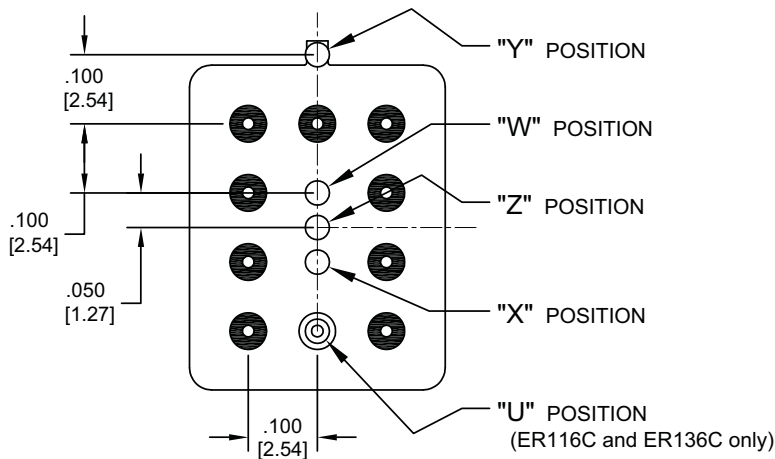 "Y" POSITION
.100
[2.54]
"W" POSITION
"Z" POSITION
.100
[2.54]
.050
[1.27]
"X" POSITION
"U" POSITION
(ER116C and ER136C only)
.100
[2.54]